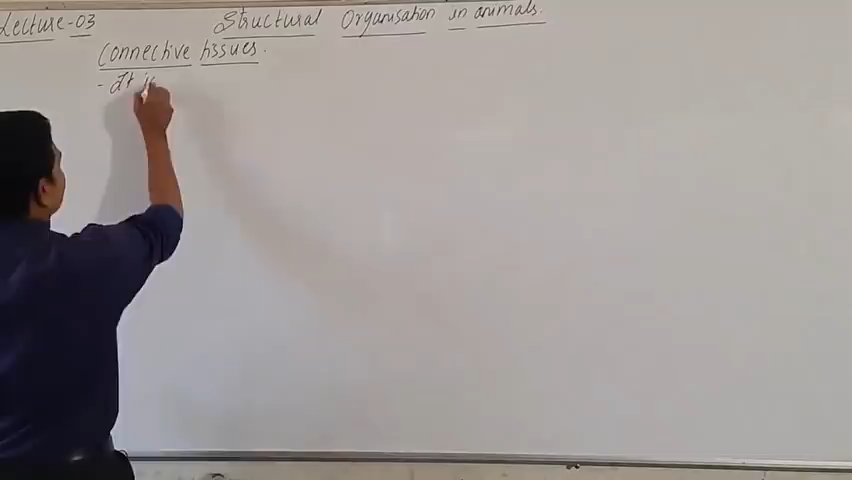 Lecture-03 Structural Organisation in animals.
Connective tissues.
- It is